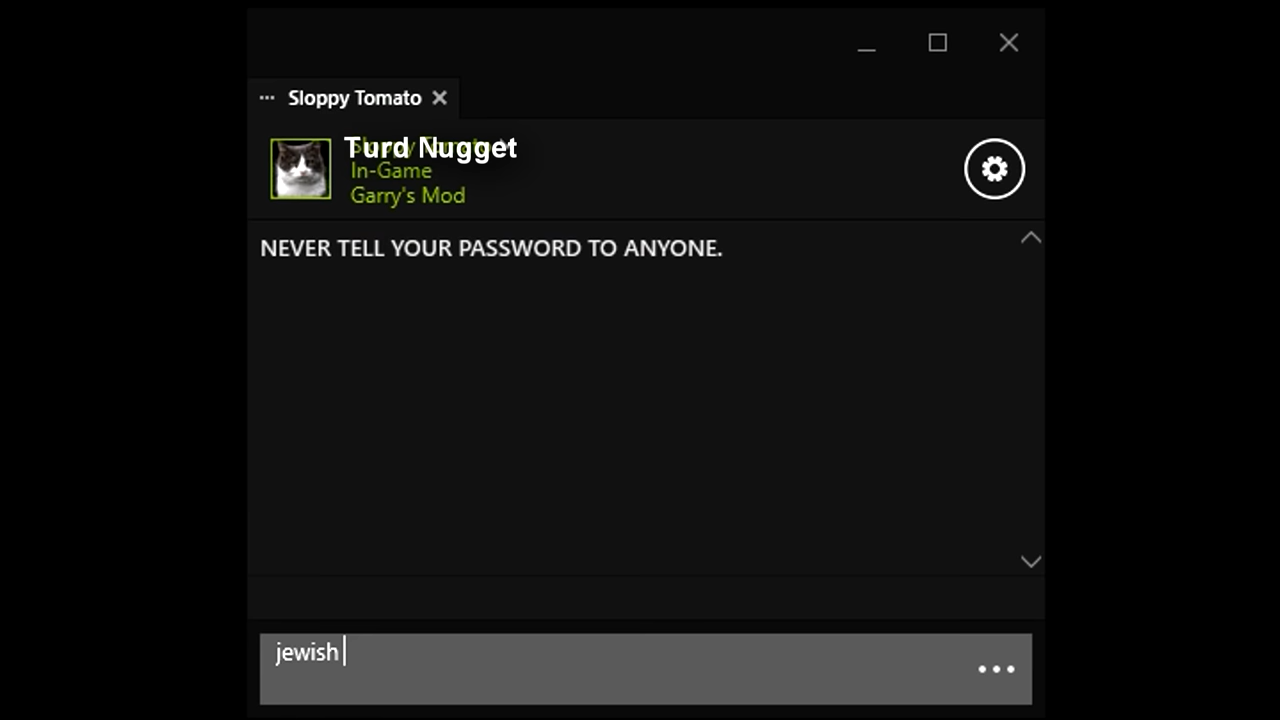 Sloppy Tomato
Turd Nugget
In-Game
Garry's Mod
NEVER TELL YOUR PASSWORD TO ANYONE.
jewish